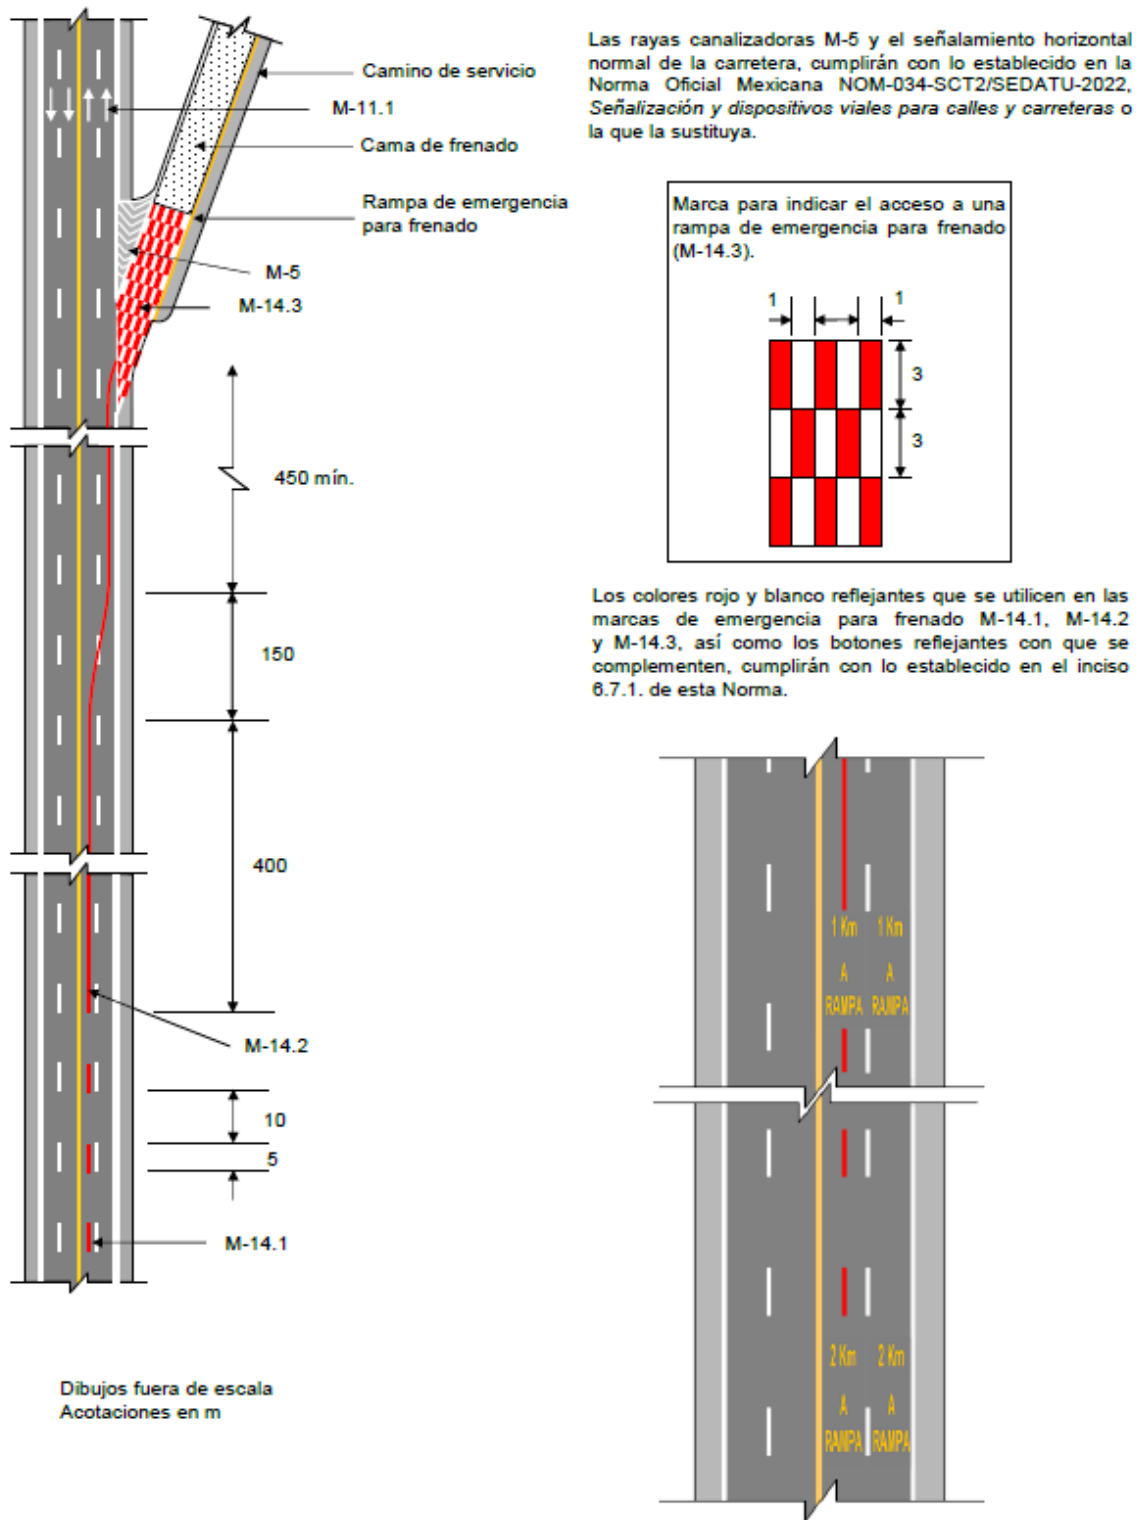 Camino de servicio
M-11.1
Cama de frenado
Rampa de emergencia
para frenado
M-5
M-14.3
450 mín.
150
400
M-14.2
10
5
M-14.1
Dibujos fuera de escala
Acotaciones en m
Las rayas canalizadoras M-5 y el señalamiento horizontal
normal de la carretera, cumplirán con lo establecido en la
Norma Oficial Mexicana NOM-034-SCT2/SEDATU-2022,
Señalización y dispositivos viales para calles y carreteras o
la que la sustituya.
Marca para indicar el acceso a una
rampa de emergencia para frenado
(M-14.3).
1
1
3
3
Los colores rojo y blanco reflejantes que se utilicen en las
marcas de emergencia para frenado M-14.1, M-14.2
y M-14.3, así como los botones reflejantes con que se
complementen, cumplirán con lo establecido en el inciso
6.7.1. de esta Norma.
1 Km 1 Km
A A
RAMPA RAMPA
2 Km 2 Km
A A
RAMPA RAMPA